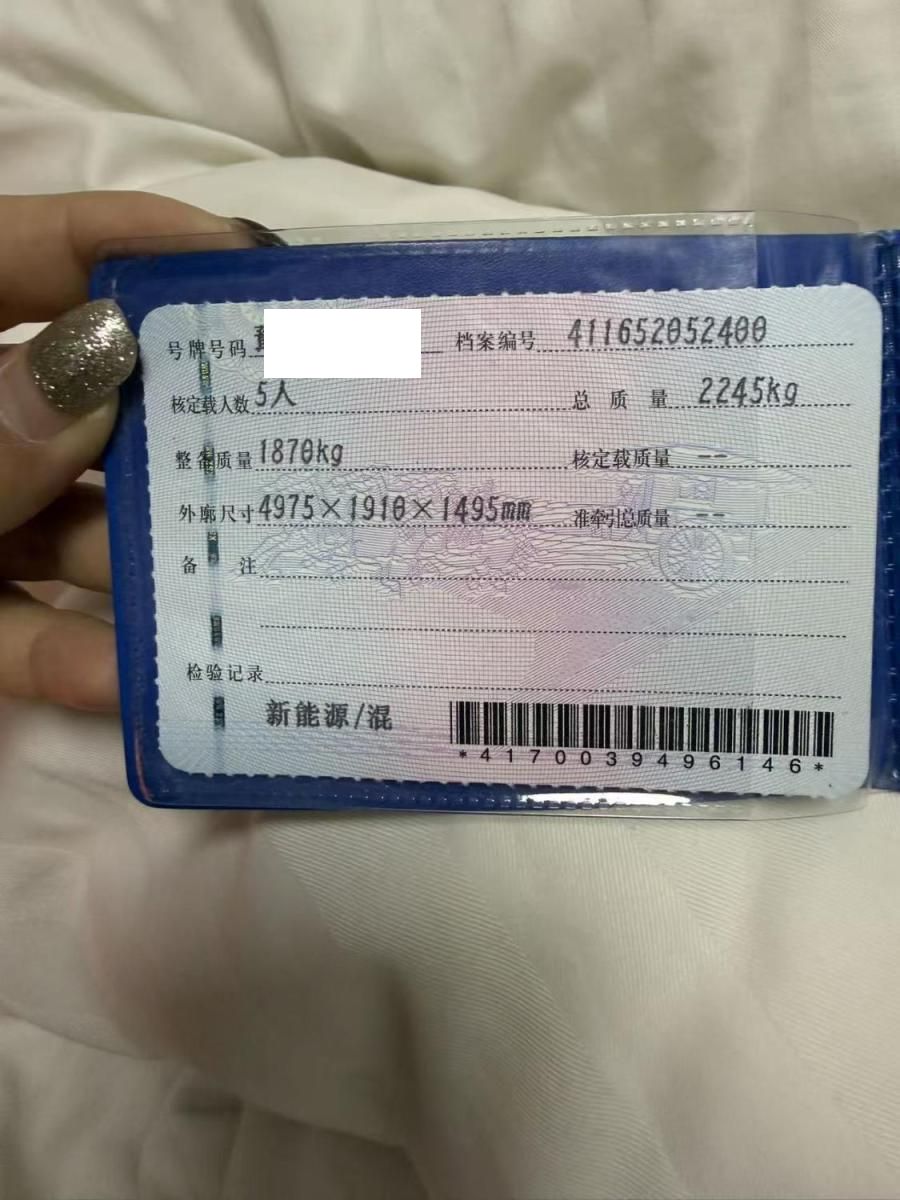 号牌号码 豫 档案编号 411652052400
核定载人数 5人 总质量 2245kg
整备质量 1870kg 核定载质量 --
外廓尺寸 4975×1910×1495mm 准牵引总质量 --
备注
检验记录
新能源/混
*4170039496146*